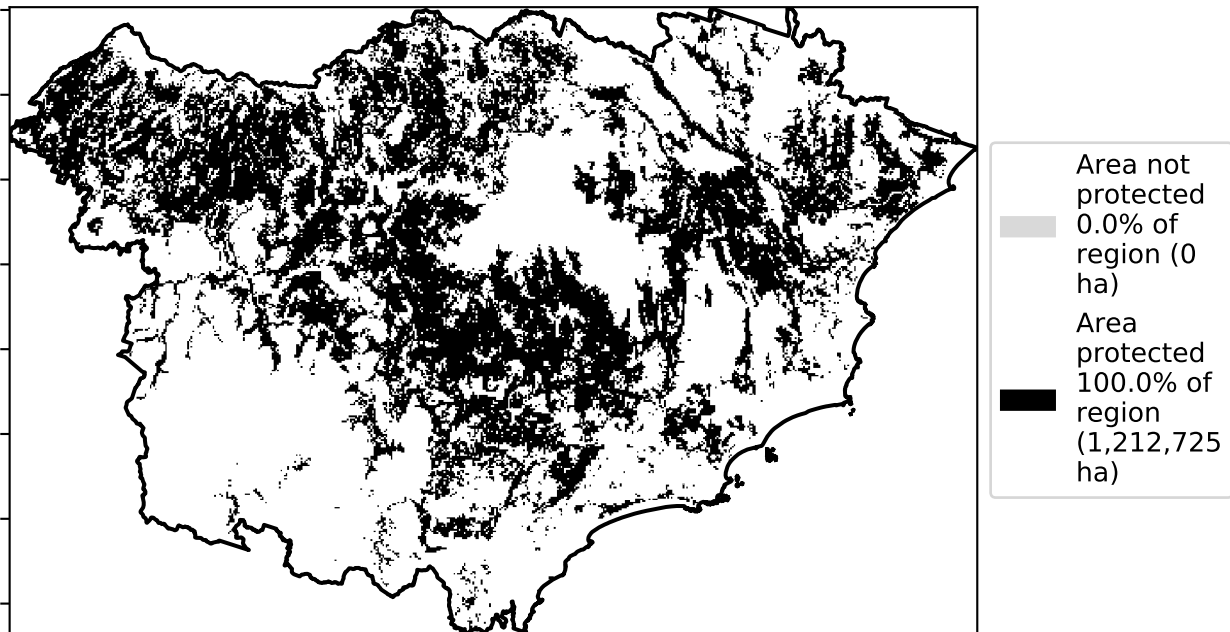 Area not
protected
0.0% of
region (0
ha)
Area
protected
100.0% of
region
(1,212,725
ha)